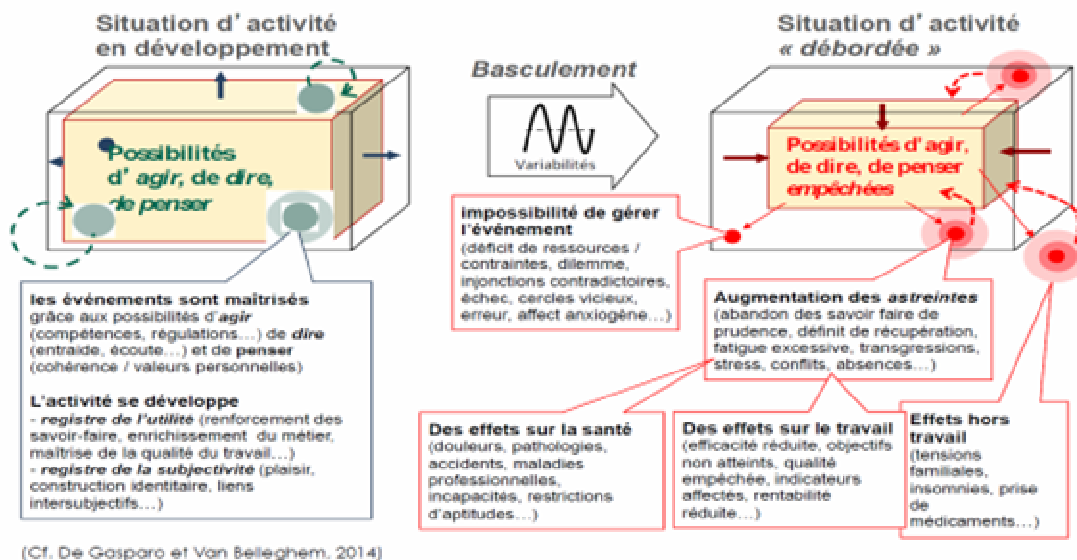 Situation d'activité
en développement
Possibilités
d'agir, de dire,
de penser
les événements sont maîtrisés
grâce aux possibilités d'agir
(compétences, régulations…) de dire
(entraide, écoute…) et de penser
(cohérence / valeurs personnelles)
L'activité se développe
- registre de l'utilité (renforcement des
savoir-faire, enrichissement du métier,
maîtrise de la qualité du travail…)
- registre de la subjectivité (plaisir,
construction identitaire, liens
intersubjectifs…)
Basculement
Variabilités
Situation d'activité
« débordée »
Possibilités d'agir,
de dire, de penser
empêchées
impossibilité de gérer
l'événement
(déficit de ressources /
contraintes, dilemme,
injonctions contradictoires,
échec, cercles vicieux,
erreur, affect anxiogène…)
Augmentation des astreintes
(abandon des savoir faire de
prudence, définit de récupération,
fatigue excessive, transgressions,
stress, conflits, absences…)
Des effets sur la santé
(douleurs, pathologies,
accidents, maladies
professionnelles,
incapacités, restrictions
d'aptitudes…)
Des effets sur le travail
(efficacité réduite, objectifs
non atteints, qualité
empêchée, indicateurs
affectés, rentabilité
réduite…)
Effets hors
travail
(tensions
familiales,
insomnies, prise
de
médicaments…)
(Cf. De Gasparo et Van Belleghem, 2014)